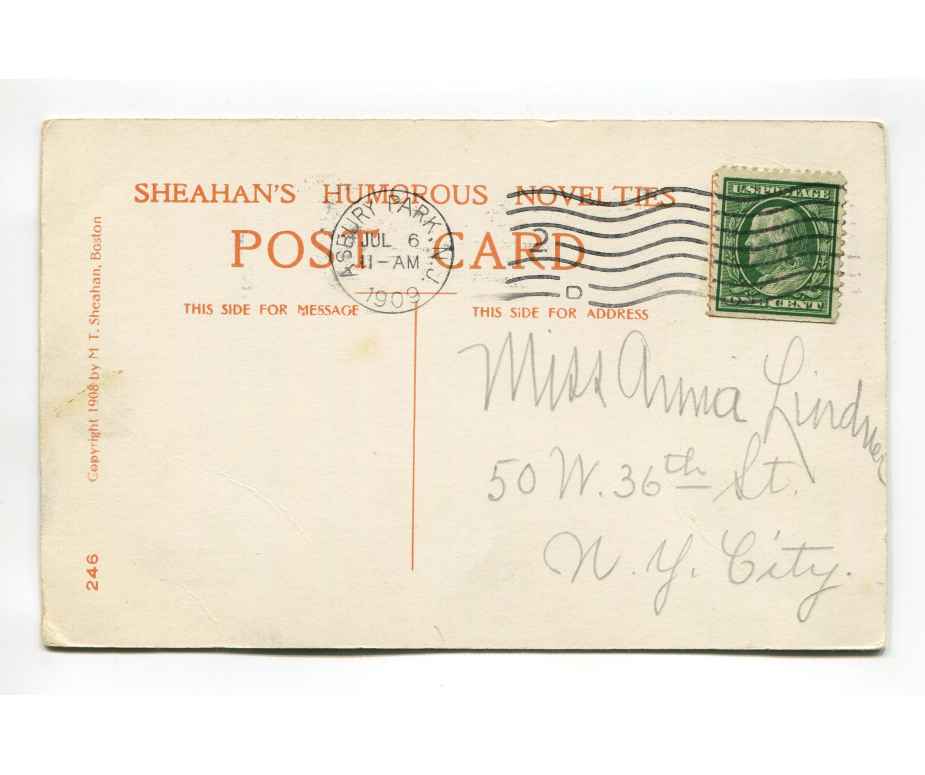 SHEAHAN'S HUMOROUS NOVELTIES
POST CARD
ASBURY PARK, N.J.
JUL 6
11-AM
1909
2
D
U.S. POSTAGE
ONE CENT
THIS SIDE FOR MESSAGE
THIS SIDE FOR ADDRESS
Miss Anna Lindner
50 W. 36th St.
N. Y. City.
Copyright 1908 by M. T. Sheahan, Boston
246